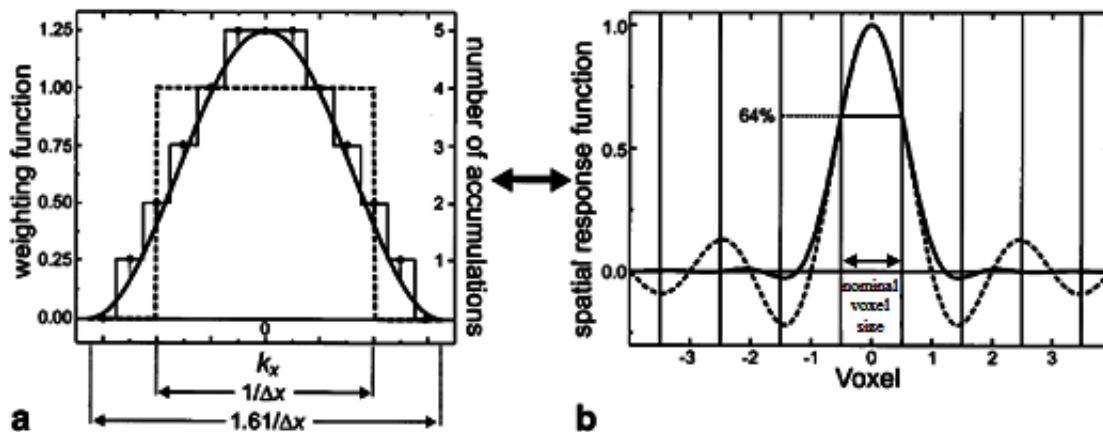 1.25
1.00
0.75
0.50
0.25
0.00
weighting function
5
4
3
2
1
number of accumulations
0
kx
1/Δx
1.61/Δx
a
1.0
64%
0.5
0.0
spatial response function
nominal
voxel
size
-3 -2 -1 0 1 2 3
Voxel
b